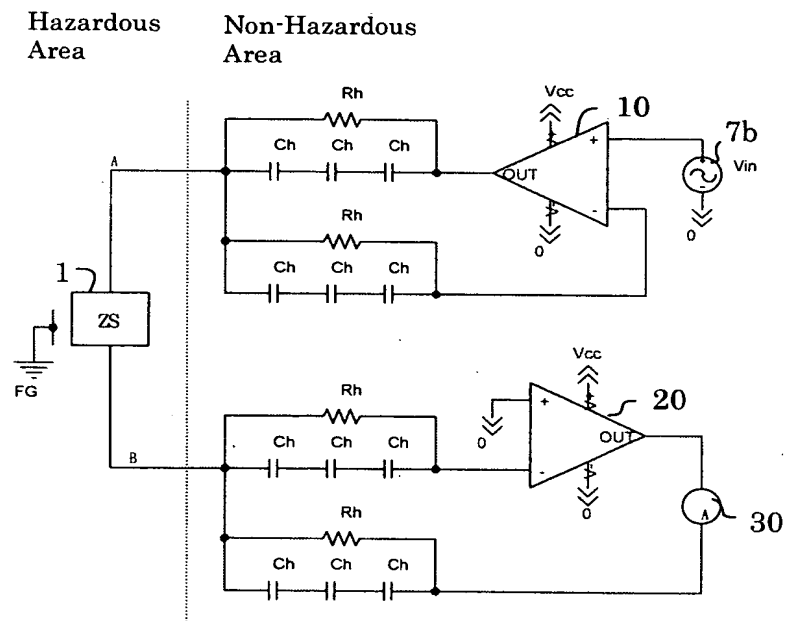 Hazardous
Area
Non-Hazardous
Area
Rh
Vcc
10
7b
A
Ch Ch Ch
OUT
+
-
Vin
Rh
0
0
Ch Ch Ch
1
ZS
FG
Vcc
Rh
20
+
0
Ch Ch Ch
OUT
B
-
0
Rh
A
30
Ch Ch Ch